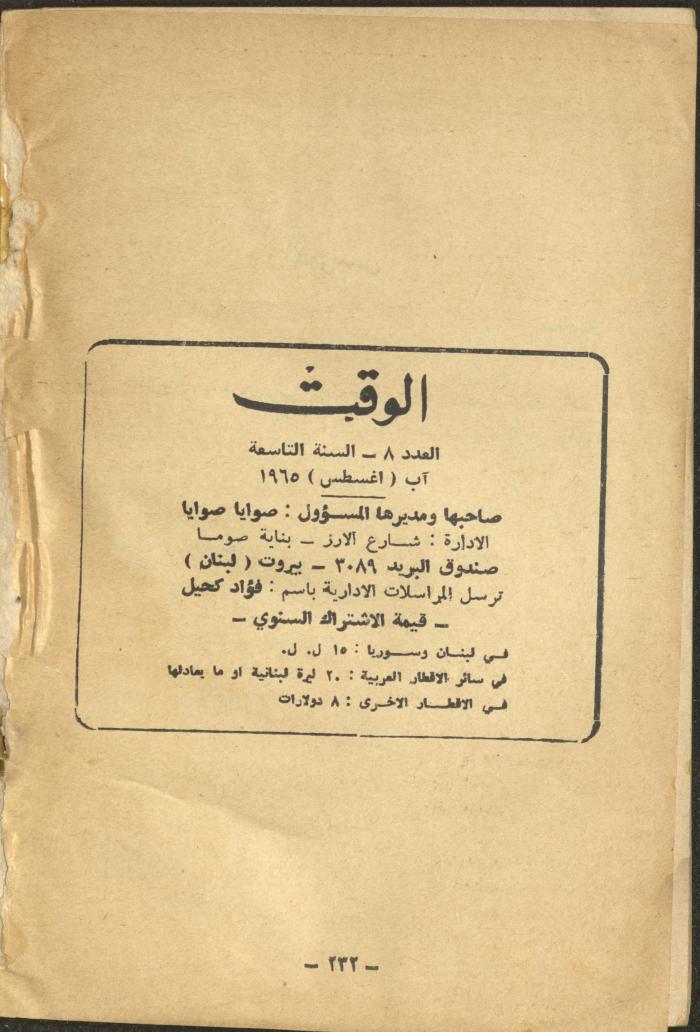 الوقت
العدد ٨ – السنة التاسعة
آب ( اغسطس ) ١٩٦٥
صاحبها ومديرها المسؤول : صوايا صوايا
الادارة : شارع الارز – بناية صوما
صندوق البريد ٣٠٨٩ – بيروت ( لبنان )
ترسل المراسلات الادارية باسم : فؤاد كحيل
– قيمة الاشتراك السنوي –
في لبنان وسوريا : ١٥ ل. ل.
في سائر الاقطار العربية : ٢٠ ليرة لبنانية او ما يعادلها
في الاقطار الاخرى : ٨ دولارات
– ٢٣٢ –